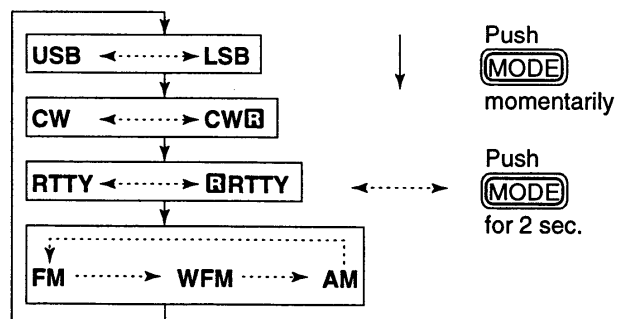 USB LSB
CW CWR
RTTY RRTTY
FM WFM AM
Push
MODE
momentarily
Push
MODE
for 2 sec.